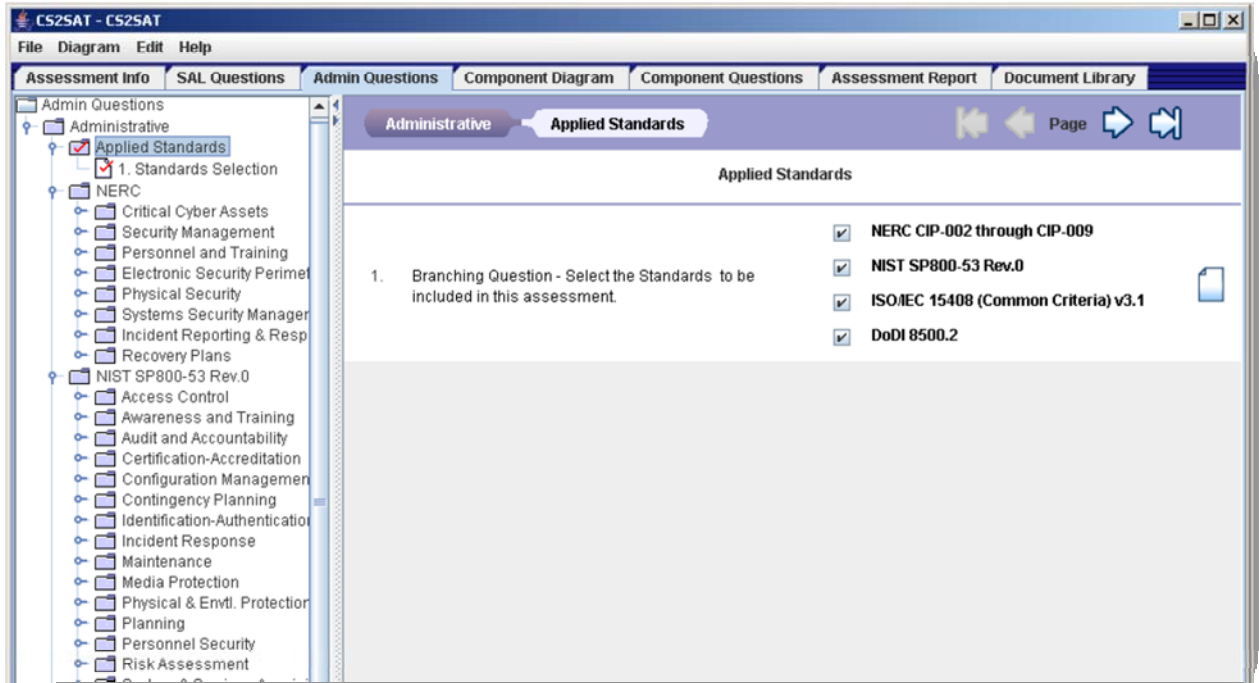 CS2SAT - CS2SAT
File Diagram Edit Help
Assessment Info SAL Questions Admin Questions Component Diagram Component Questions Assessment Report Document Library
Admin Questions
Administrative
Applied Standards
1. Standards Selection
NERC
Critical Cyber Assets
Security Management
Personnel and Training
Electronic Security Perimet
Physical Security
Systems Security Manager
Incident Reporting & Resp
Recovery Plans
NIST SP800-53 Rev.0
Access Control
Awareness and Training
Audit and Accountability
Certification-Accreditation
Configuration Managemen
Contingency Planning
Identification-Authentication
Incident Response
Maintenance
Media Protection
Physical & Envtl. Protection
Planning
Personnel Security
Risk Assessment
Administrative Applied Standards Page
Applied Standards
1. Branching Question - Select the Standards to be
included in this assessment.
NERC CIP-002 through CIP-009
NIST SP800-53 Rev.0
ISO/IEC 15408 (Common Criteria) v3.1
DoDI 8500.2